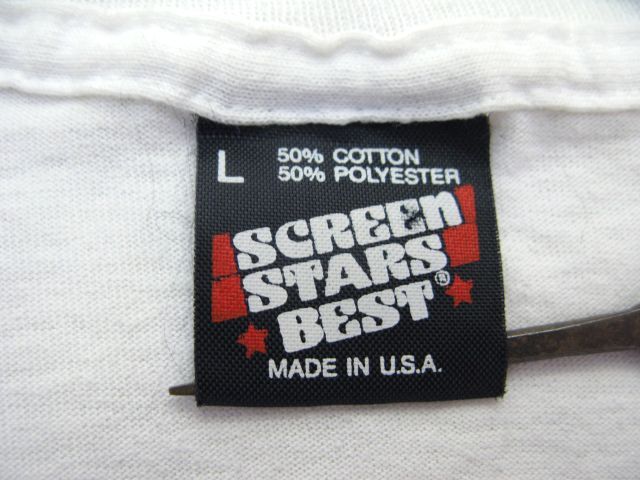 L 50% COTTON
50% POLYESTER
SCREEN
STARS
BEST®
MADE IN U.S.A.